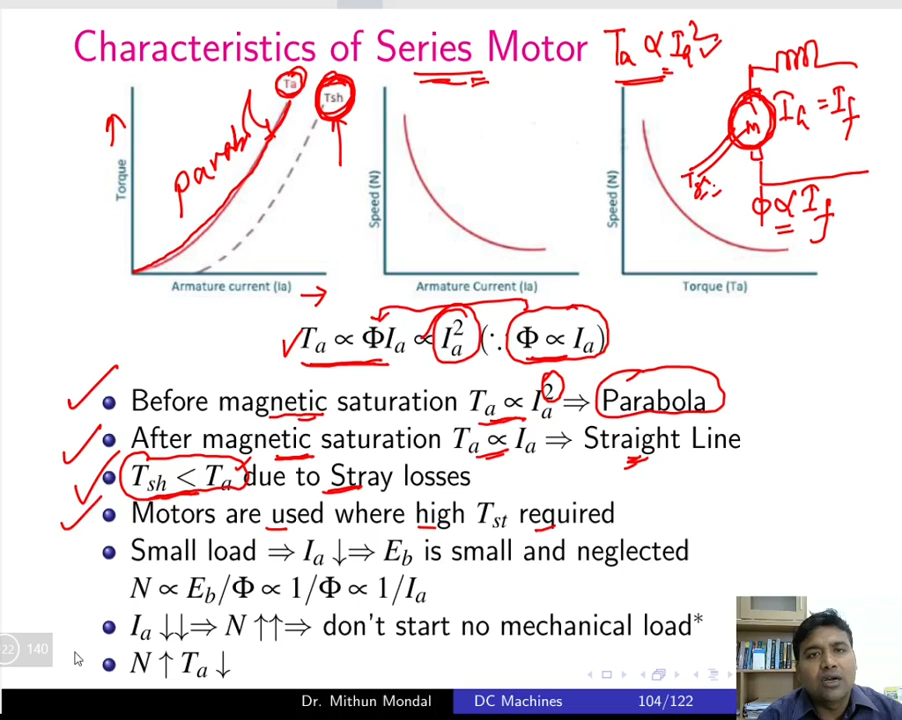 Characteristics of Series Motor Ta ∝ Ia²
Ta
Tsh
parabola
Torque
Armature current (Ia)
Speed (N)
Armature Current (Ia)
Speed (N)
Torque (Ta)
M
Ia = If
Φ ∝ If
Tₐ ∝ ΦIₐ ∝ Iₐ² (∵ Φ ∝ Iₐ)
• Before magnetic saturation Tₐ ∝ Iₐ² ⇒ Parabola
• After magnetic saturation Tₐ ∝ Iₐ ⇒ Straight Line
• Tsh < Tₐ due to Stray losses
• Motors are used where high Tst required
• Small load ⇒ Iₐ ↓⇒ Eb is small and neglected
N ∝ Eb/Φ ∝ 1/Φ ∝ 1/Iₐ
• Iₐ ↓↓⇒ N ↑↑⇒ don't start no mechanical load*
• N ↑ Tₐ ↓
22 140
Dr. Mithun Mondal DC Machines 104/122